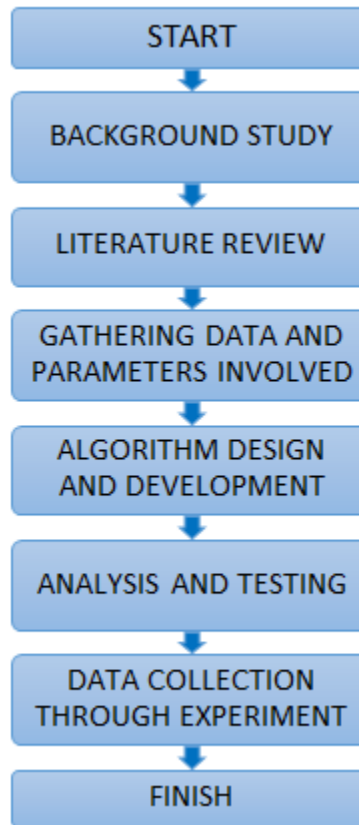 START
BACKGROUND STUDY
LITERATURE REVIEW
GATHERING DATA AND
PARAMETERS INVOLVED
ALGORITHM DESIGN
AND DEVELOPMENT
ANALYSIS AND TESTING
DATA COLLECTION
THROUGH EXPERIMENT
FINISH